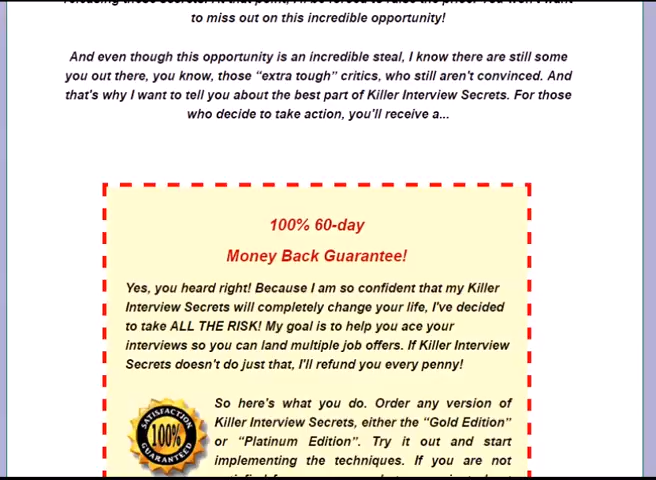 to miss out on this incredible opportunity!
And even though this opportunity is an incredible steal, I know there are still some
you out there, you know, those “extra tough” critics, who still aren't convinced. And
that's why I want to tell you about the best part of Killer Interview Secrets. For those
who decide to take action, you'll receive a...
100% 60-day
Money Back Guarantee!
Yes, you heard right! Because I am so confident that my Killer
Interview Secrets will completely change your life, I've decided
to take ALL THE RISK! My goal is to help you ace your
interviews so you can land multiple job offers. If Killer Interview
Secrets doesn't do just that, I'll refund you every penny!
So here's what you do. Order any version of
Killer Interview Secrets, either the “Gold Edition”
or “Platinum Edition”. Try it out and start
implementing the techniques. If you are not
SATISFACTION
100%
GUARANTEED